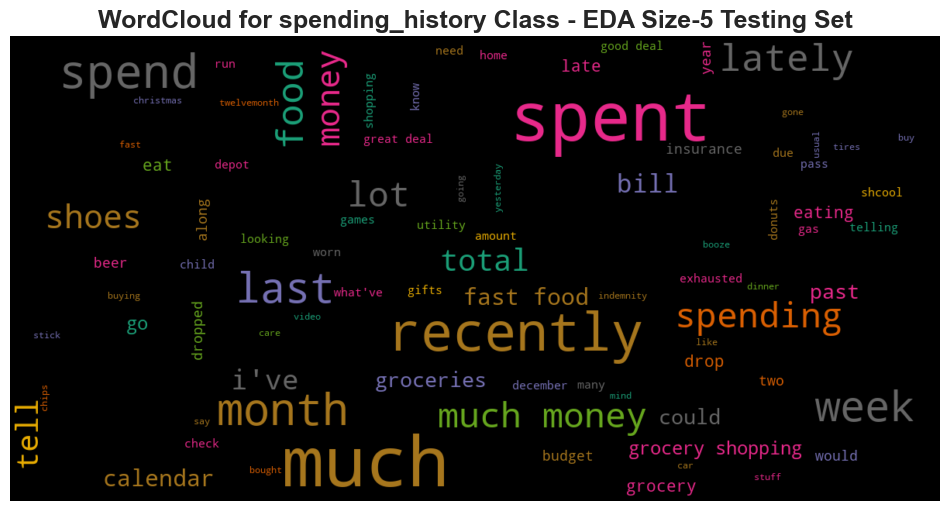 WordCloud for spending_history Class - EDA Size-5 Testing Set
need
home
good deal
year
lately
late
spend
run
food
money
shopping
know
christmas
twelvemonth
spent
gone
great deal
insurance
due
usual
tires
buy
fast
eat
depot
pass
lot
going
yesterday
bill
shcool
shoes
along
games
utility
donuts
eating
gas
telling
looking
amount
worn
total
booze
beer
child
last
what've
gifts
fast food
indemnity
exhausted
dinner
past
buying
go
dropped
video
care
recently
spending
stick
like
drop
i've
groceries
december
many
mind
two
chips
tell
say
month
much money
could
week
check
much
budget
grocery shopping
would
calendar
bought
car
stuff
grocery